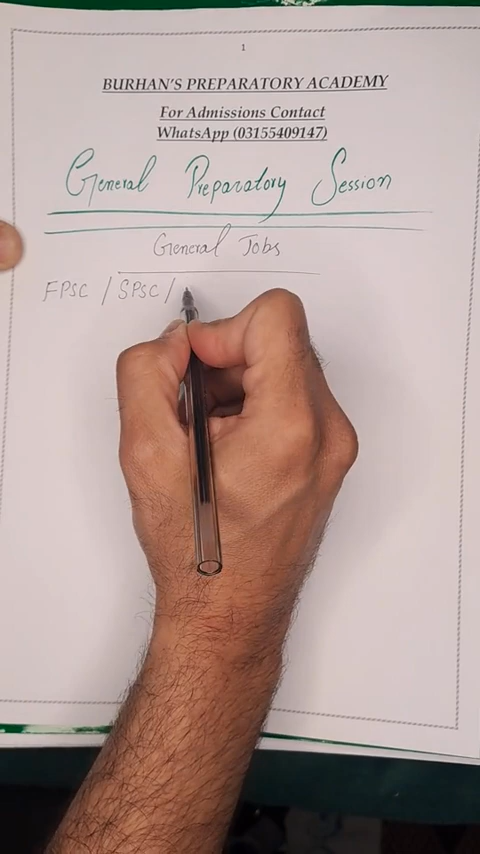 1
BURHAN'S PREPARATORY ACADEMY
For Admissions Contact
WhatsApp (03155409147)
General Preparatory Session
General Jobs
FPSC / SPSC /